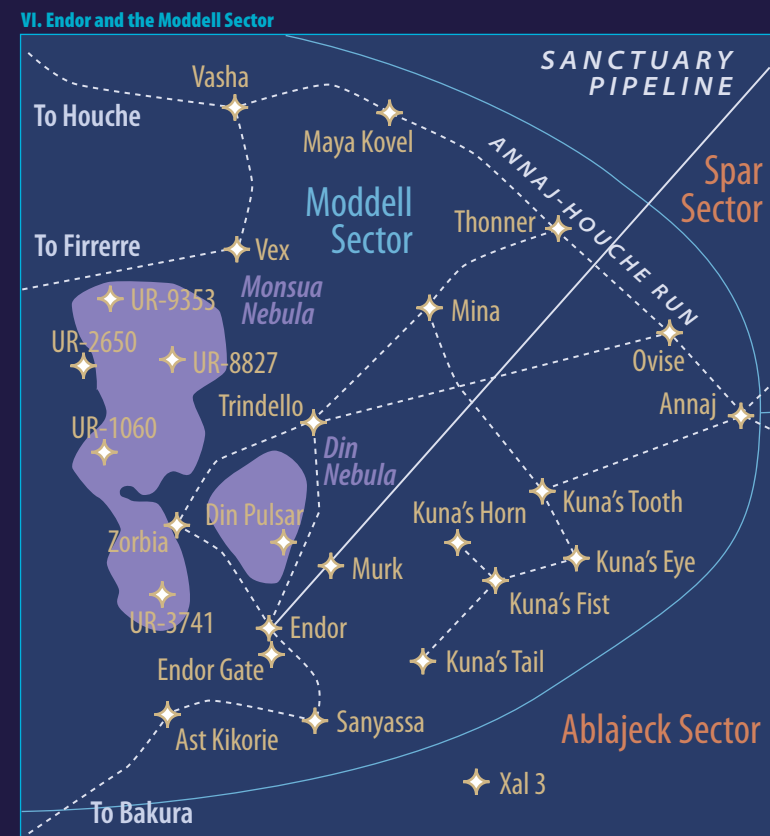 VI. Endor and the Moddell Sector
SANCTUARY
PIPELINE
Vasha
To Houche
Maya Kovel
ANNAJ-HOUCHE RUN
Spar
Sector
Moddell
Sector
Thonner
To Firrerre
Vex
Monsua
Nebula
UR-9353
Mina
UR-2650
UR-8827
Ovise
Trindello
Annaj
UR-1060
Din
Nebula
Kuna's Tooth
Din Pulsar
Kuna's Horn
Zorbia
Murk
Kuna's Eye
Kuna's Fist
UR-3741
Endor
Endor Gate
Kuna's Tail
Sanyassa
Ast Kikorie
Ablajeck Sector
Xal 3
To Bakura